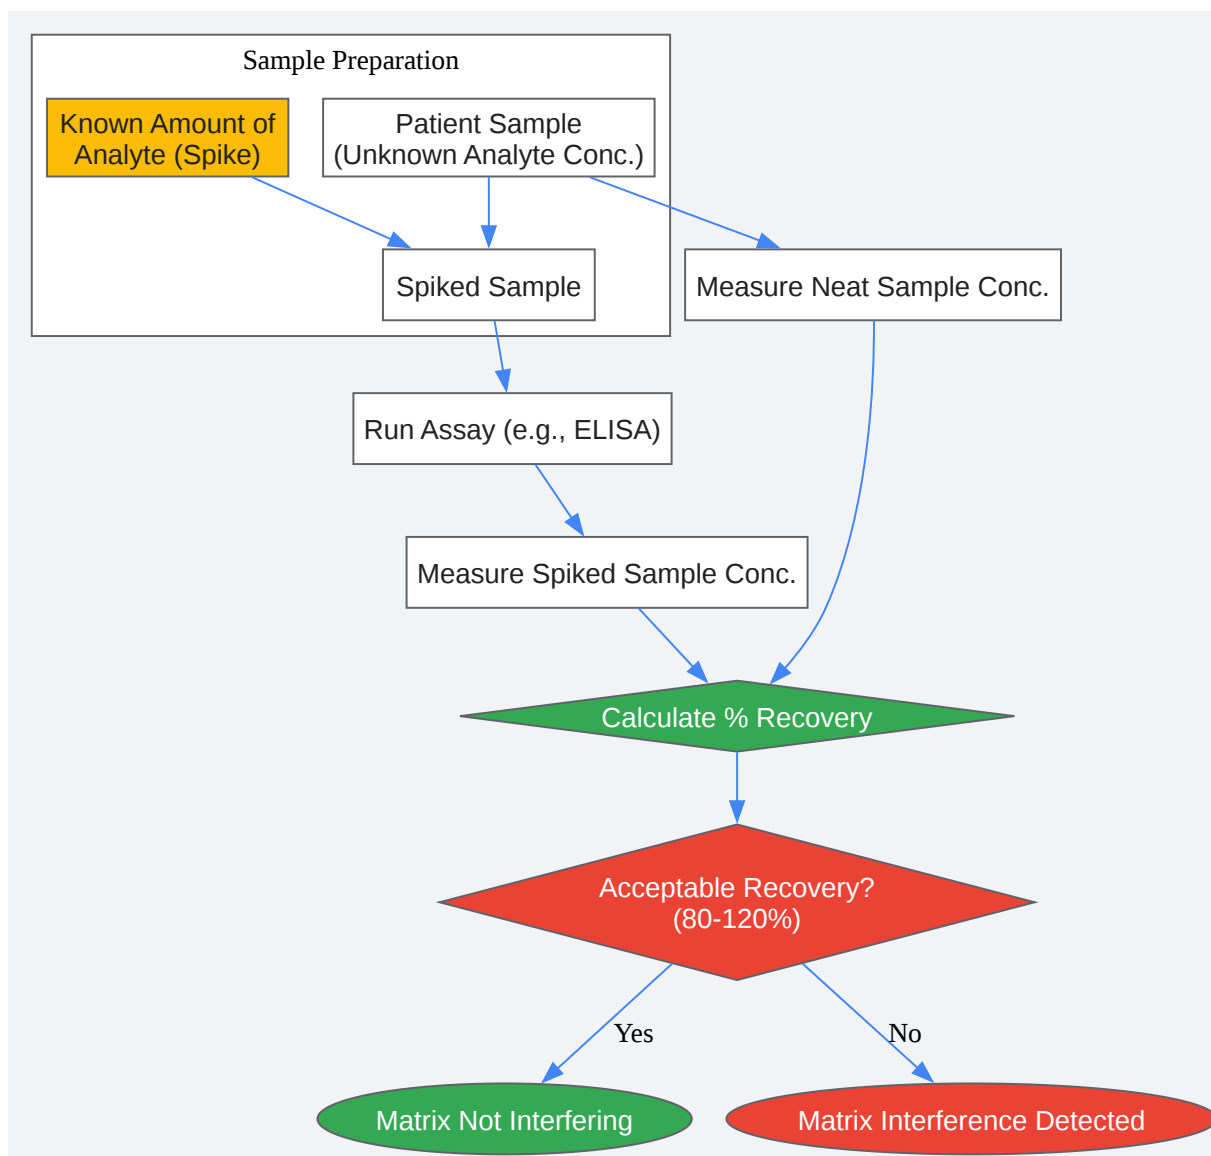 Sample Preparation
Known Amount of
Analyte (Spike)
Patient Sample
(Unknown Analyte Conc.)
Spiked Sample
Measure Neat Sample Conc.
Run Assay (e.g., ELISA)
Measure Spiked Sample Conc.
Calculate % Recovery
Acceptable Recovery?
(80-120%)
Yes
No
Matrix Not Interfering
Matrix Interference Detected